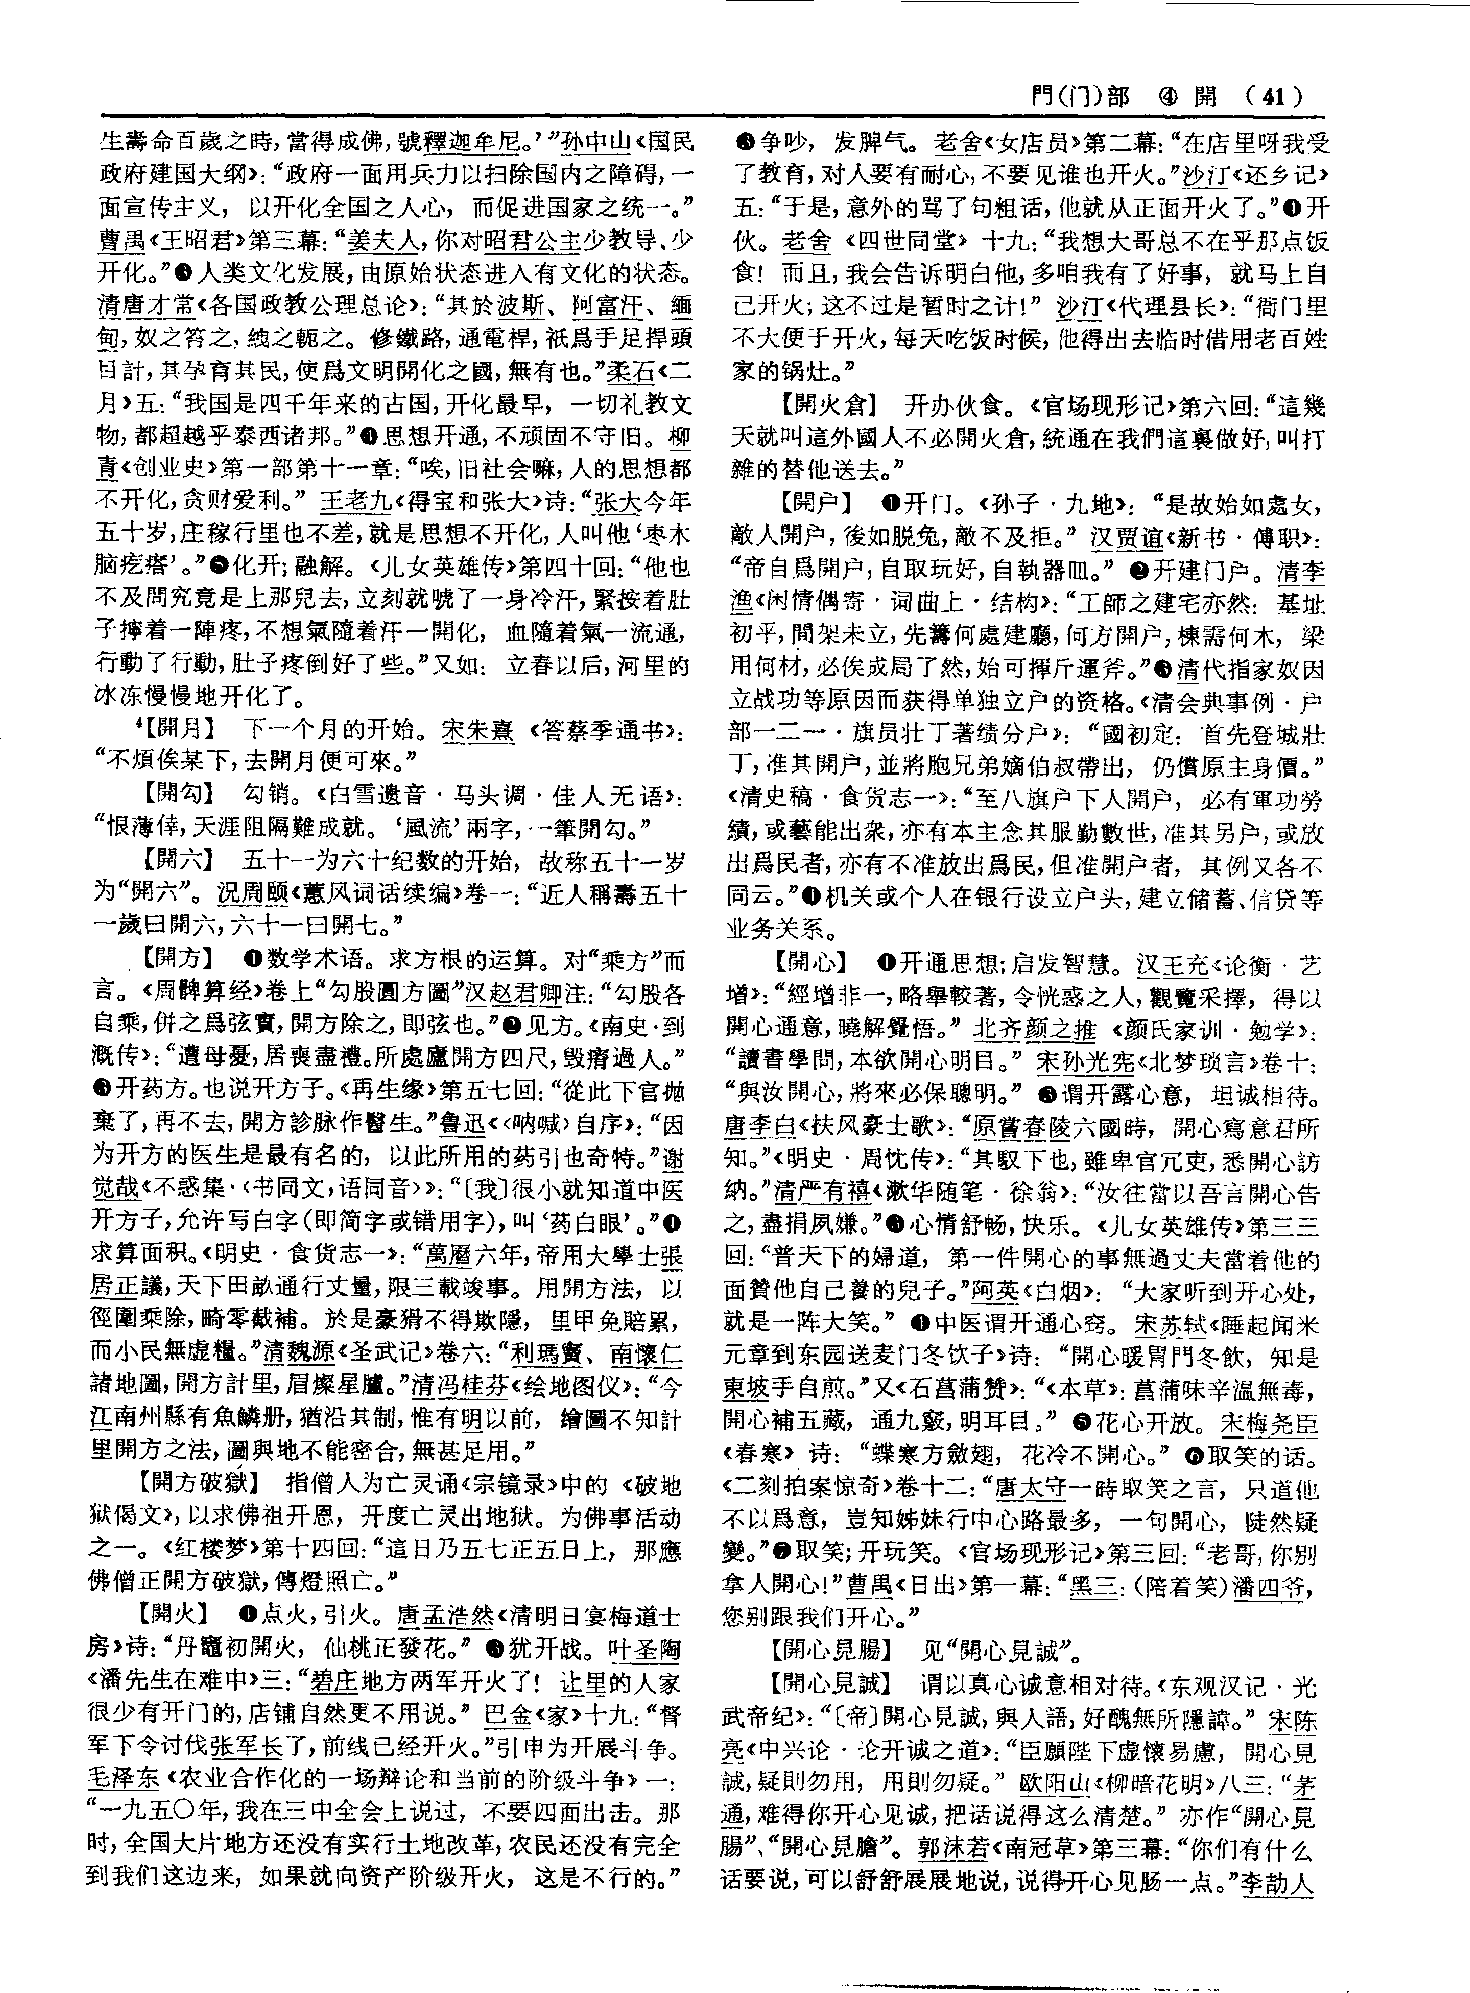 門(门)部　④　開　( 41 )
生壽命百歲之時，當得成佛，號釋迦牟尼。’”孙中山《国民
政府建国大纲》：“政府一面用兵力以扫除国内之障碍，一
面宣传主义，以开化全国之人心，而促进国家之统一。”
曹禺《王昭君》第三幕：“姜夫人，你对昭君公主少教导、少
开化。”❸人类文化发展，由原始状态进入有文化的状态。
清唐才常《各国政教公理总论》：“其於波斯、阿富汗、緬
甸，奴之笞之，絏之軛之。修鐵路，通電桿，祇爲手足捍頭
目計，其孕育其民，使爲文明開化之國，無有也。”柔石《二
月》五：“我国是四千年来的古国，开化最早，一切礼教文
物，都超越乎泰西诸邦。”❹思想开通，不顽固不守旧。柳
青《创业史》第一部第十一章：“唉，旧社会嘛，人的思想都
不开化，贪财爱利。”王老九《得宝和张大》诗：“张大今年
五十岁，庄稼行里也不差，就是思想不开化，人叫他‘枣木
脑疙瘩’。”❺化开；融解。《儿女英雄传》第四十回：“他也
不及問究竟是上那兒去，立刻就唬了一身冷汗，緊按着肚
子擰着一陣疼，不想氣隨着汗一開化，血隨着氣一流通，
行動了行動，肚子疼倒好了些。”又如：立春以后，河里的
冰冻慢慢地开化了。
⁴【開月】　下一个月的开始。宋朱熹《答蔡季通书》：
“不煩俟某下，去開月便可來。”
【開勾】　勾销。《白雪遗音·马头调·佳人无语》：
“恨薄倖，天涯阻隔難成就。‘風流’兩字，一筆開勾。”
【開六】　五十一为六十纪数的开始，故称五十一岁
为“開六”。况周颐《蕙风词话续编》卷一：“近人稱壽五十
一歲曰開六，六十一曰開七。”
【開方】　❶数学术语。求方根的运算。对“乘方”而
言。《周髀算经》卷上“勾股圓方圖”汉赵君卿注：“勾股各
自乘，併之爲弦實，開方除之，即弦也。”❷见方。《南史·到
溉传》：“遭母憂，居喪盡禮。所處廬開方四尺，毁瘠過人。”
❸开药方。也说开方子。《再生缘》第五七回：“從此下官抛
棄了，再不去，開方診脉作醫生。”鲁迅《〈呐喊〉自序》：“因
为开方的医生是最有名的，以此所用的药引也奇特。”谢
觉哉《不惑集·〈书同文，语同音〉》：“〔我〕很小就知道中医
开方子，允许写白字（即简字或错用字），叫‘药白眼’。”❹
求算面积。《明史·食货志一》：“萬曆六年，帝用大學士張
居正議，天下田畝通行丈量，限三載竣事。用開方法，以
徑圍乘除，畸零截補。於是豪猾不得欺隱，里甲免賠累，
而小民無虚糧。”清魏源《圣武记》卷六：“利瑪竇、南懷仁
諸地圖，開方計里，眉燦星臚。”清冯桂芬《绘地图仪》：“今
江南州縣有魚鱗册，猶沿其制，惟有明以前，繪圖不知計
里開方之法，圖與地不能密合，無甚足用。”
【開方破獄】　指僧人为亡灵诵《宗镜录》中的《破地
狱偈文》，以求佛祖开恩，开度亡灵出地狱。为佛事活动
之一。《红楼梦》第十四回：“這日乃五七正五日上，那應
佛僧正開方破獄，傳燈照亡。”
【開火】　❶点火，引火。唐孟浩然《清明日宴梅道士
房》诗：“丹竈初開火，仙桃正發花。”❷犹开战。叶圣陶
《潘先生在难中》三：“碧庄地方两军开火了！让里的人家
很少有开门的，店铺自然更不用说。”巴金《家》十九：“督
军下令讨伐张军长了，前线已经开火。”引申为开展斗争。
毛泽东《农业合作化的一场辩论和当前的阶级斗争》一：
“一九五〇年，我在三中全会上说过，不要四面出击。那
时，全国大片地方还没有实行土地改革，农民还没有完全
到我们这边来，如果就向资产阶级开火，这是不行的。”
❸争吵，发脾气。老舍《女店员》第二幕：“在店里呀我受
了教育，对人要有耐心，不要见谁也开火。”沙汀《还乡记》
五：“于是，意外的骂了句粗话，他就从正面开火了。”❹开
伙。老舍《四世同堂》十九：“我想大哥总不在乎那点饭
食！而且，我会告诉明白他，多咱我有了好事，就马上自
己开火；这不过是暂时之计！”沙汀《代理县长》：“衙门里
不大便于开火，每天吃饭时候，他得出去临时借用老百姓
家的锅灶。”
【開火倉】　开办伙食。《官场现形记》第六回：“這幾
天就叫這外國人不必開火倉，統通在我們這裏做好，叫打
雜的替他送去。”
【開户】　❶开门。《孙子·九地》：“是故始如處女，
敵人開户，後如脱兔，敵不及拒。”汉贾谊《新书·傅职》：
“帝自爲開户，自取玩好，自執器皿。”❷开建门户。清李
渔《闲情偶寄·词曲上·结构》：“工師之建宅亦然：基址
初平，間架未立，先籌何處建廳，何方開户，棟需何木，梁
用何材，必俟成局了然，始可揮斤運斧。”❸清代指家奴因
立战功等原因而获得单独立户的资格。《清会典事例·户
部一二一·旗员壮丁著绩分户》：“國初定：首先登城壯
丁，准其開户，並將胞兄弟嫡伯叔帶出，仍償原主身價。”
《清史稿·食货志一》：“至八旗户下人開户，必有軍功勞
績，或藝能出衆，亦有本主念其服勤數世，准其另户，或放
出爲民者，亦有不准放出爲民，但准開户者，其例又各不
同云。”❹机关或个人在银行设立户头，建立储蓄、信贷等
业务关系。
【開心】　❶开通思想；启发智慧。汉王充《论衡·艺
增》：“經增非一，略舉較著，令怳惑之人，觀覽采擇，得以
開心通意，曉解覺悟。”北齐颜之推《颜氏家训·勉学》：
“讀書學問，本欲開心明目。”宋孙光宪《北梦琐言》卷十：
“與汝開心，將來必保聰明。”❷谓开露心意，坦诚相待。
唐李白《扶风豪士歌》：“原嘗春陵六國時，開心寫意君所
知。”《明史·周忱传》：“其馭下也，雖卑官冗吏，悉開心訪
納。”清严有禧《漱华随笔·徐翁》：“汝往當以吾言開心告
之，盡捐夙嫌。”❸心情舒畅，快乐。《儿女英雄传》第三三
回：“普天下的婦道，第一件開心的事無過丈夫當着他的
面贊他自己養的兒子。”阿英《白烟》：“大家听到开心处，
就是一阵大笑。”❹中医谓开通心窍。宋苏轼《睡起闻米
元章到东园送麦门冬饮子》诗：“開心暖胃門冬飲，知是
東坡手自煎。”又《石菖蒲赞》：“《本草》：菖蒲味辛温無毒，
開心補五藏，通九竅，明耳目。”❺花心开放。宋梅尧臣
《春寒》诗：“蝶寒方斂翅，花冷不開心。”❻取笑的话。
《二刻拍案惊奇》卷十二：“唐太守一時取笑之言，只道他
不以爲意，豈知姊妹行中心路最多，一句開心，陡然疑
變。”❼取笑；开玩笑。《官场现形记》第三回：“老哥，你别
拿人開心！”曹禺《日出》第一幕：“黑三：（陪着笑）潘四爷，
您别跟我们开心。”
【開心見腸】　见“開心見誠”。
【開心見誠】　谓以真心诚意相对待。《东观汉记·光
武帝纪》：“〔帝〕開心見誠，與人語，好醜無所隱諱。”宋陈
亮《中兴论·论开诚之道》：“臣願陛下虚懷易慮，開心見
誠，疑則勿用，用則勿疑。”欧阳山《柳暗花明》八三：“茅
通，难得你开心见诚，把话说得这么清楚。”亦作“開心見
腸”、“開心見膽”。郭沫若《南冠草》第三幕：“你们有什么
话要说，可以舒舒展展地说，说得开心见肠一点。”李劼人